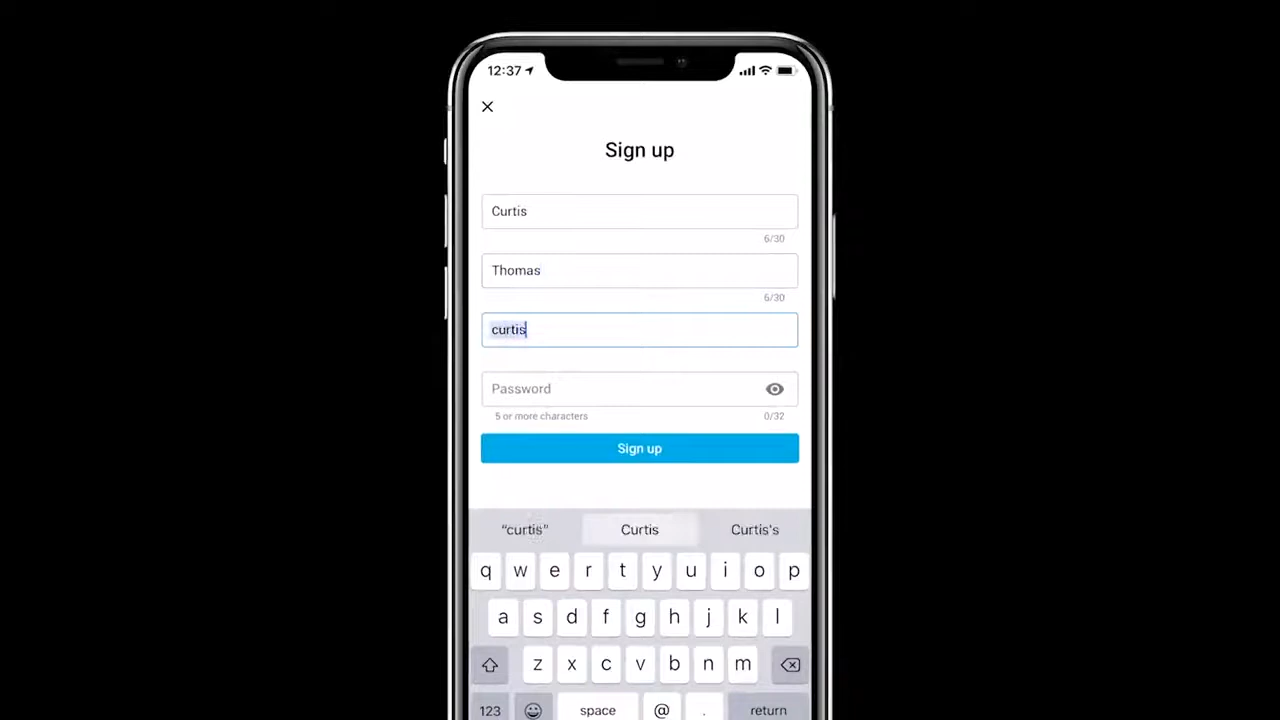 12:37
Sign up
Curtis
6/30
Thomas
6/30
curtis
Password
5 or more characters
0/32
Sign up
“curtis”
Curtis
Curtis's
q w e r t y u i o p
a s d f g h j k l
z x c v b n m
123
space
@
.
return